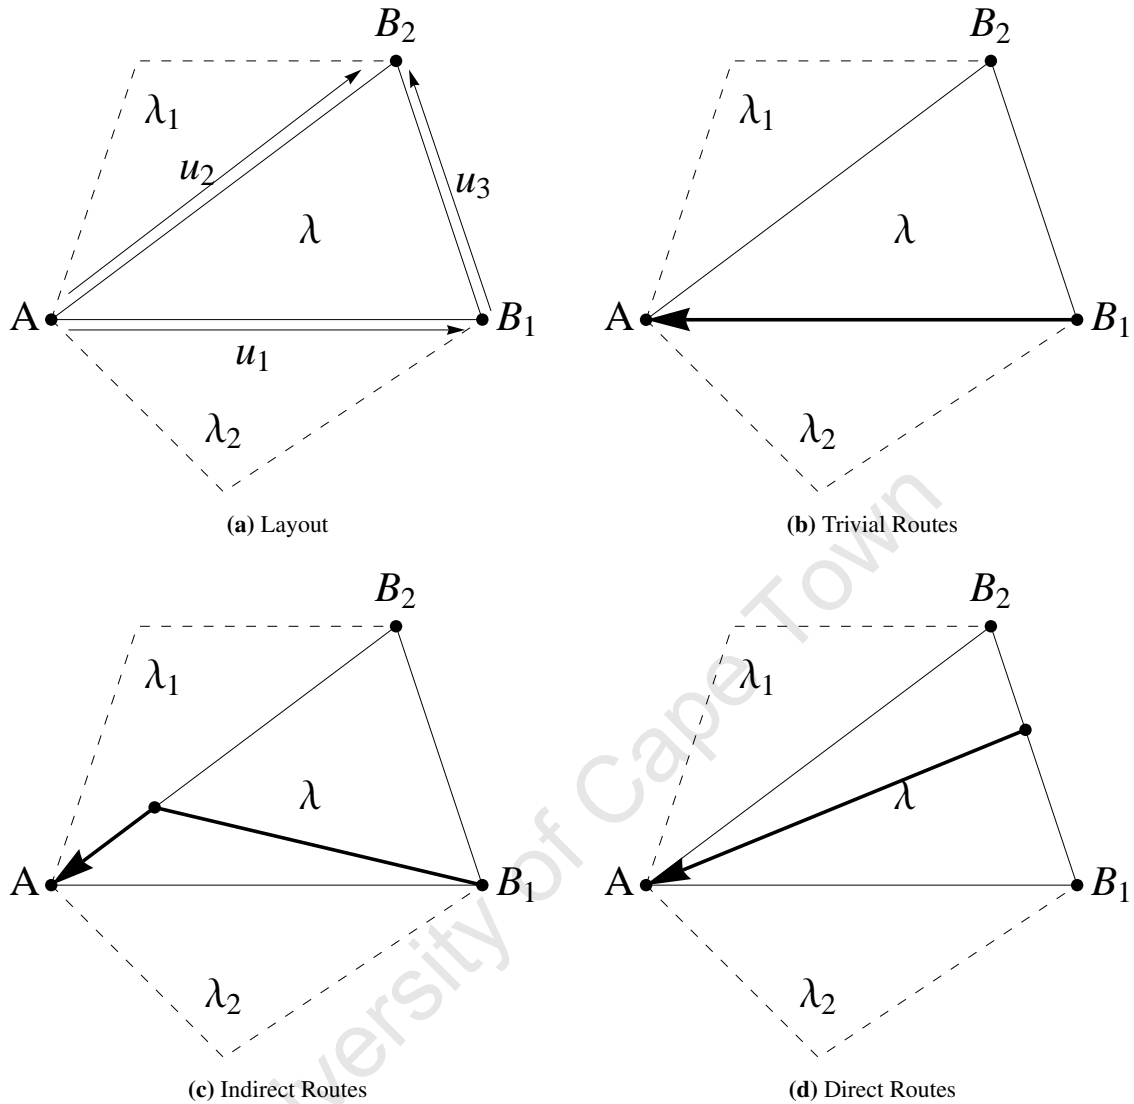 B₂
λ₁
u₂
u₃
λ
A
B₁
u₁
λ₂
(a) Layout
B₂
λ₁
λ
A
B₁
λ₂
(b) Trivial Routes
B₂
λ₁
λ
A
B₁
λ₂
(c) Indirect Routes
B₂
λ₁
λ
A
B₁
λ₂
(d) Direct Routes
versity of Cape Town